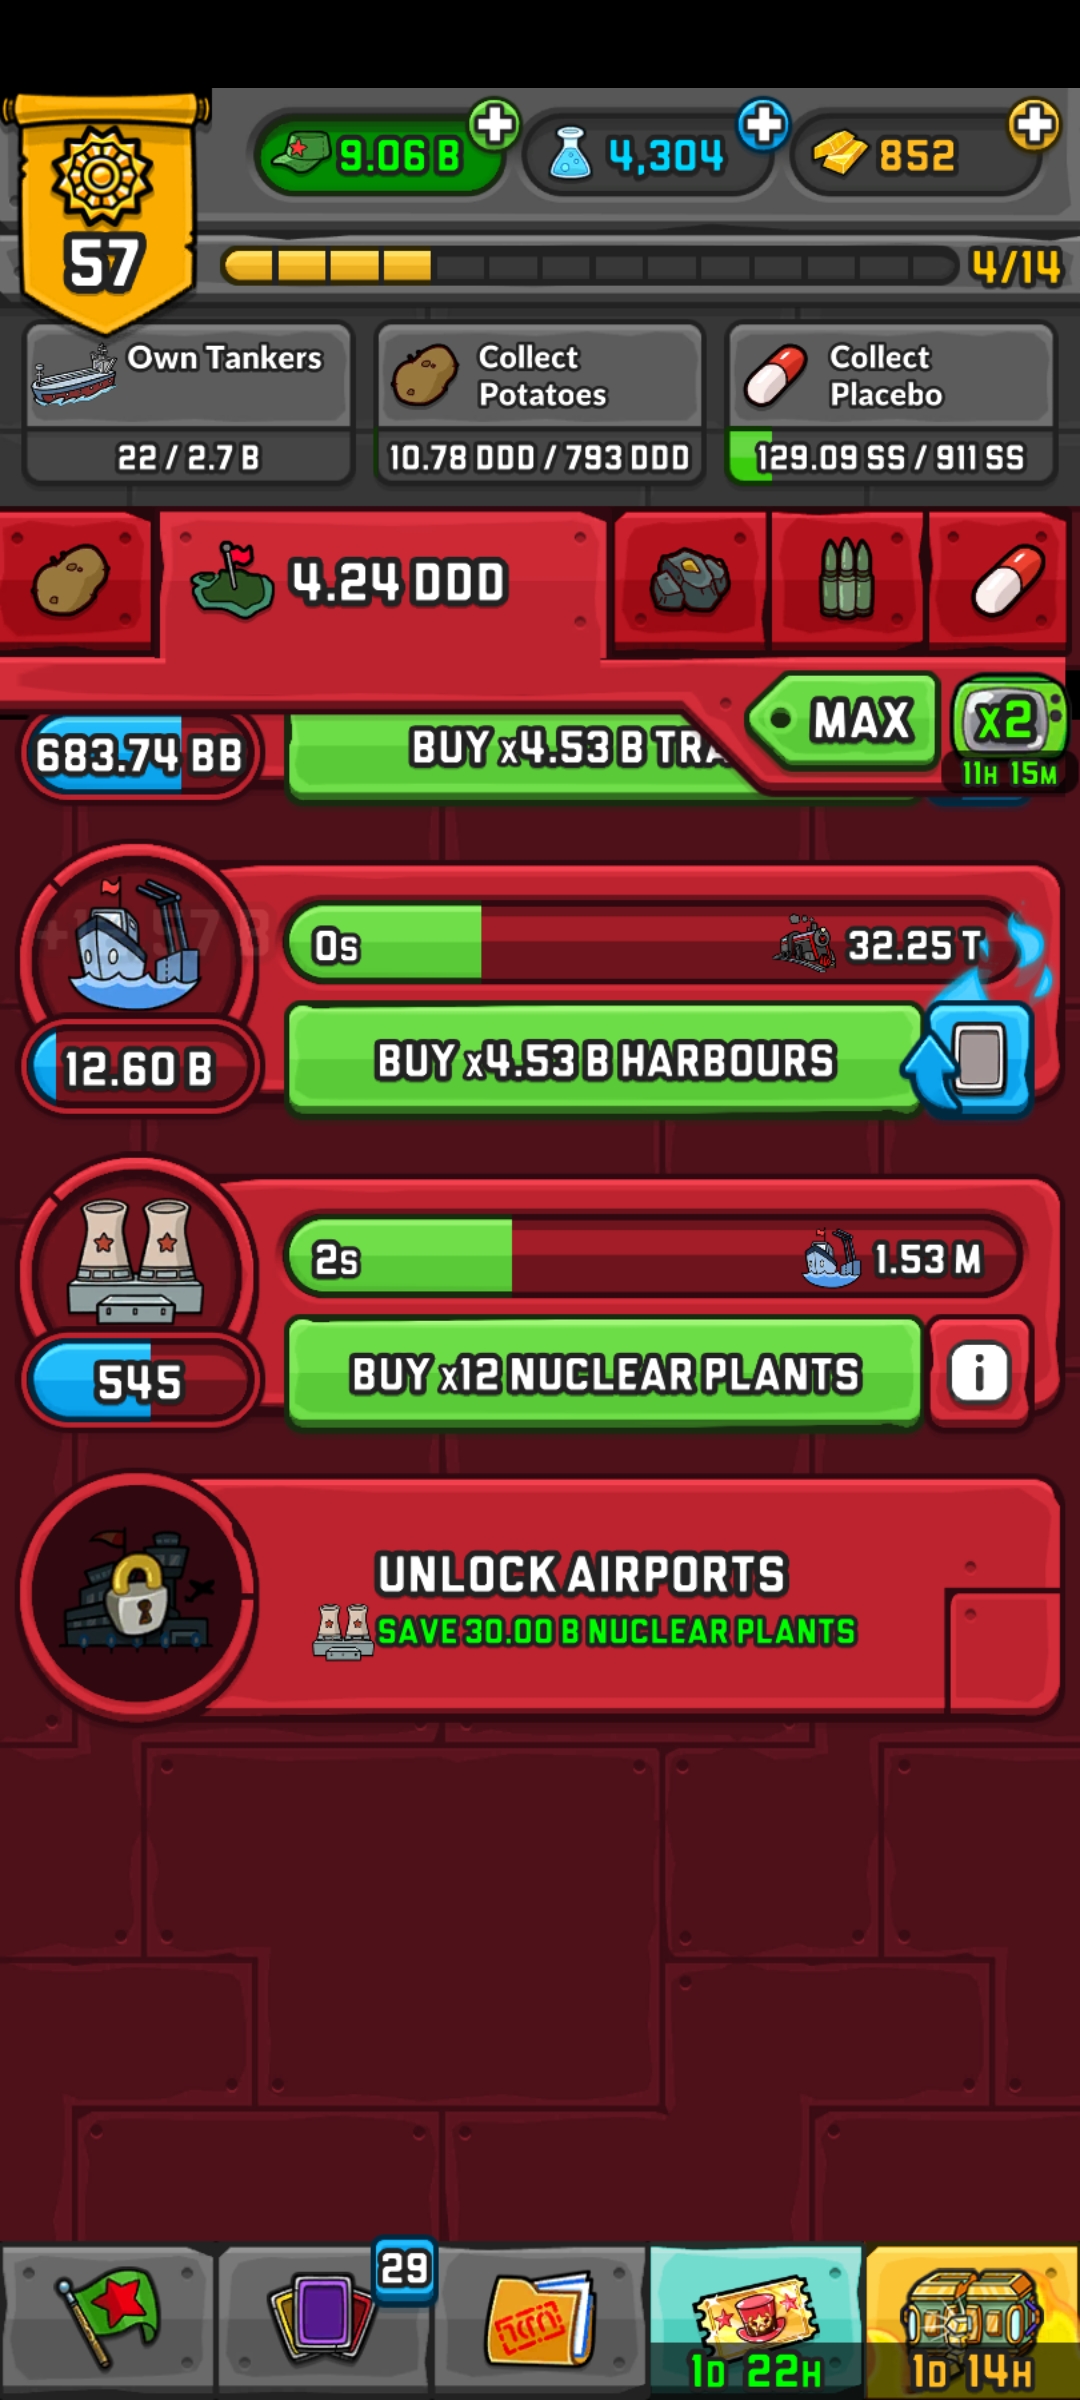 9.06 B
4,304
852
57
4/14
Own Tankers
22 / 2.7 B
Collect
Potatoes
10.78 DDD / 793 DDD
Collect
Placebo
129.09 SS / 911 SS
4.24 DDD
MAX
x2
11H 15M
683.74 BB
BUY x4.53 B
0s
32.25 T
12.60 B
BUY x4.53 B HARBOURS
2s
1.53 M
545
BUY x12 NUCLEAR PLANTS
i
UNLOCK AIRPORTS
SAVE 30.00 B NUCLEAR PLANTS
29
1D 22H
1D 14H